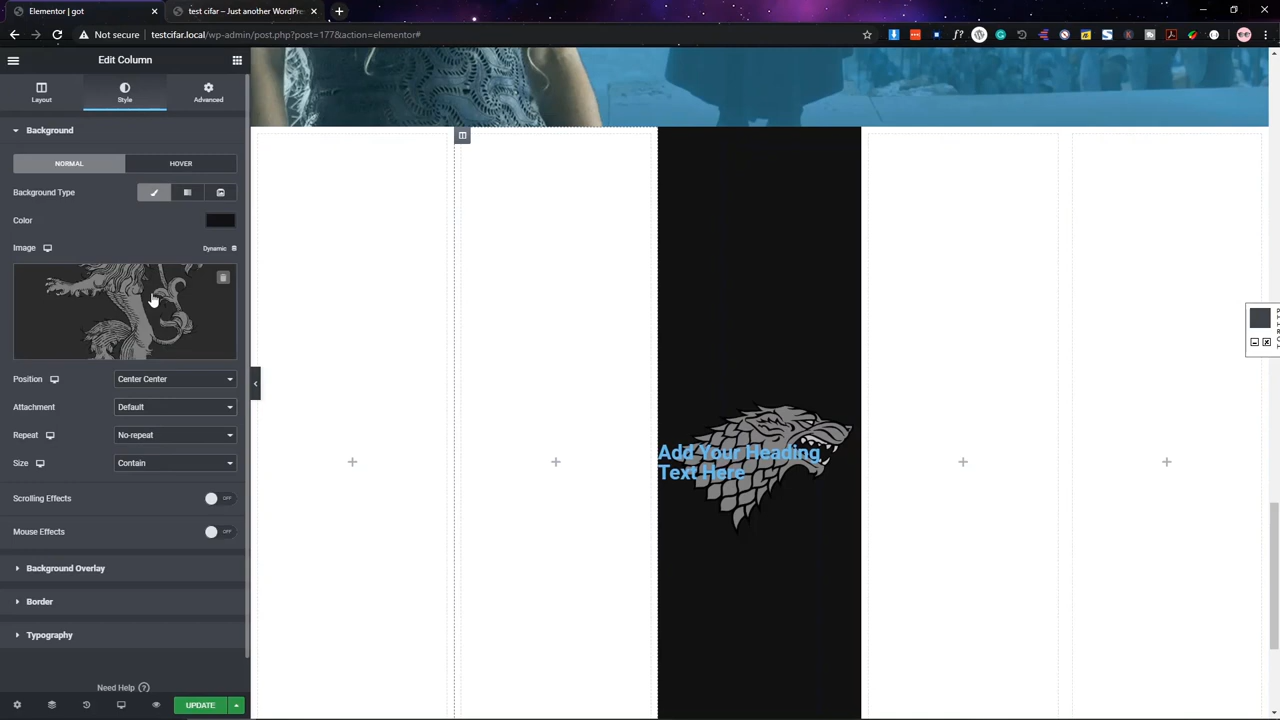 Elementor | got
test cifar – Just another WordPres
Not secure
testcifar.local/wp-admin/post.php?post=177&action=elementor#
Edit Column
Layout
Style
Advanced
Background
NORMAL
HOVER
Background Type
Color
Image
Dynamic
Position
Center Center
Attachment
Default
Repeat
No-repeat
Size
Contain
Scrolling Effects
OFF
Mouse Effects
OFF
Background Overlay
Border
Typography
Need Help
UPDATE
Add Your Heading
Text Here